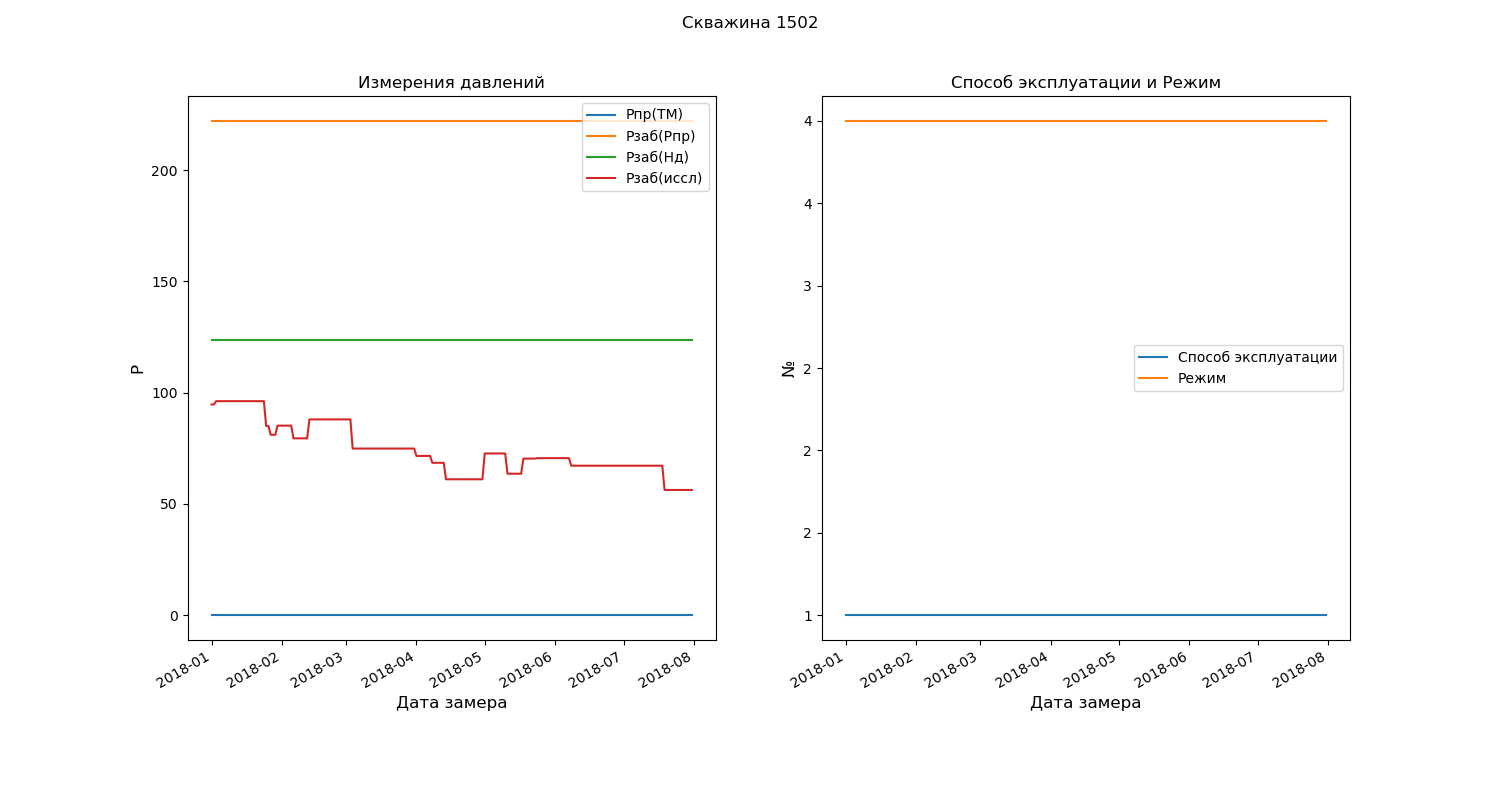 Скважина 1502
Измерения давлений
P
200
150
100
50
0
Рпр(ТМ)
Рзаб(Рпр)
Рзаб(Нд)
Рзаб(иссл)
2018-01
2018-02
2018-03
2018-04
2018-05
2018-06
2018-07
2018-08
Дата замера
Способ эксплуатации и Режим
№
4
4
3
2
2
2
1
Способ эксплуатации
Режим
2018-01
2018-02
2018-03
2018-04
2018-05
2018-06
2018-07
2018-08
Дата замера